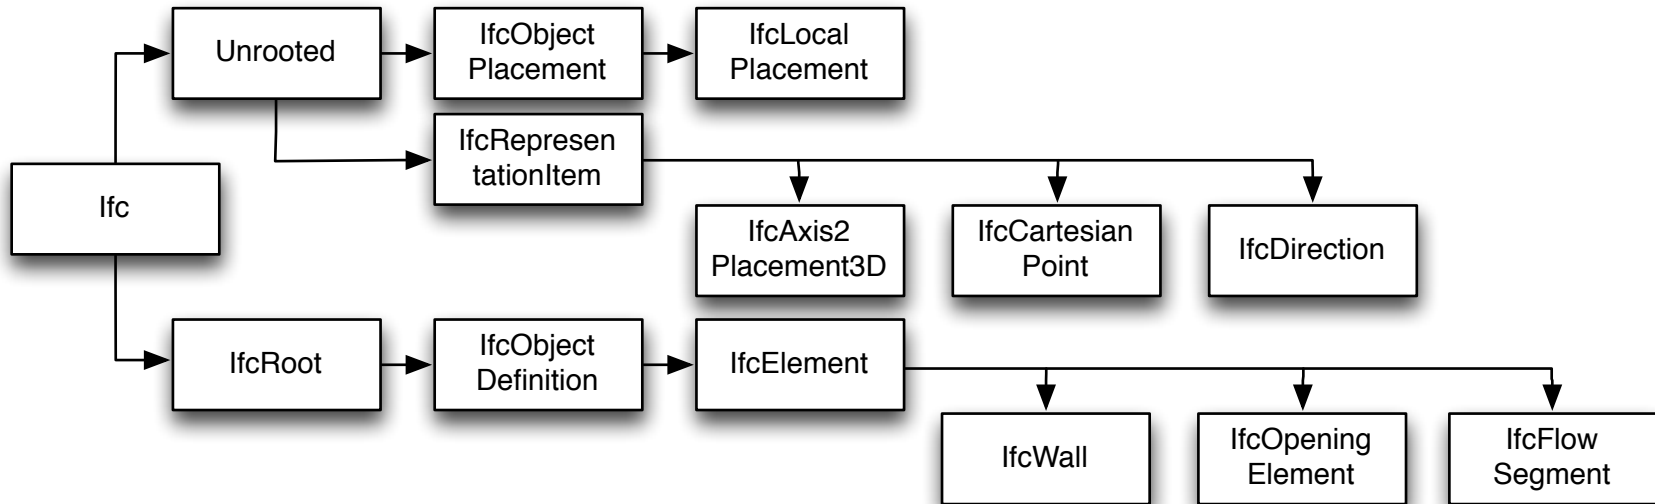 Unrooted
IfcObject
Placement
IfcLocal
Placement
IfcRepresen
tationItem
Ifc
IfcAxis2
Placement3D
IfcCartesian
Point
IfcDirection
IfcRoot
IfcObject
Definition
IfcElement
IfcWall
IfcOpening
Element
IfcFlow
Segment